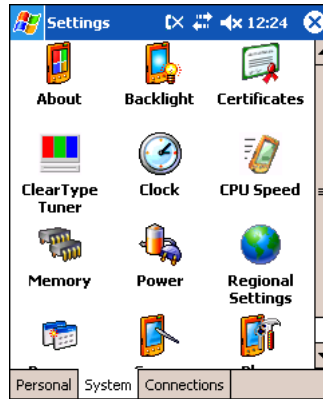 Settings 12:24
About Backlight Certificates
ClearType Clock CPU Speed
Tuner
Memory Power Regional
Settings
Personal System Connections